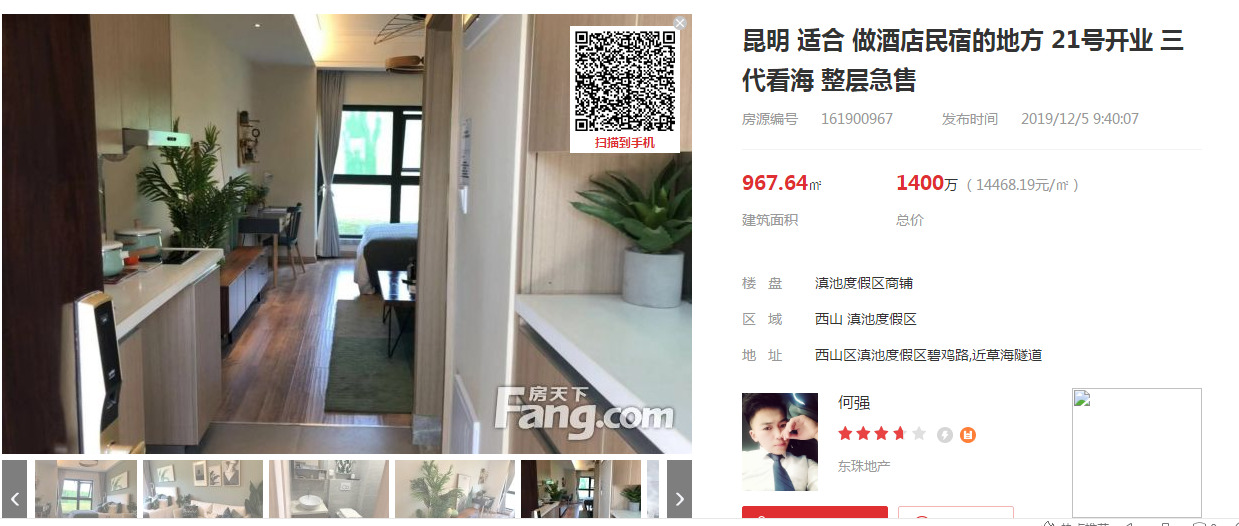 扫描到手机
房天下
Fang.com
昆明 适合 做酒店民宿的地方 21号开业 三
代看海 整层急售
房源编号 161900967 发布时间 2019/12/5 9:40:07
967.64㎡ 1400万 ( 14468.19元/㎡ )
建筑面积 总价
楼 盘 滇池度假区商铺
区 域 西山 滇池度假区
地 址 西山区滇池度假区碧鸡路,近草海隧道
何强
东珠地产